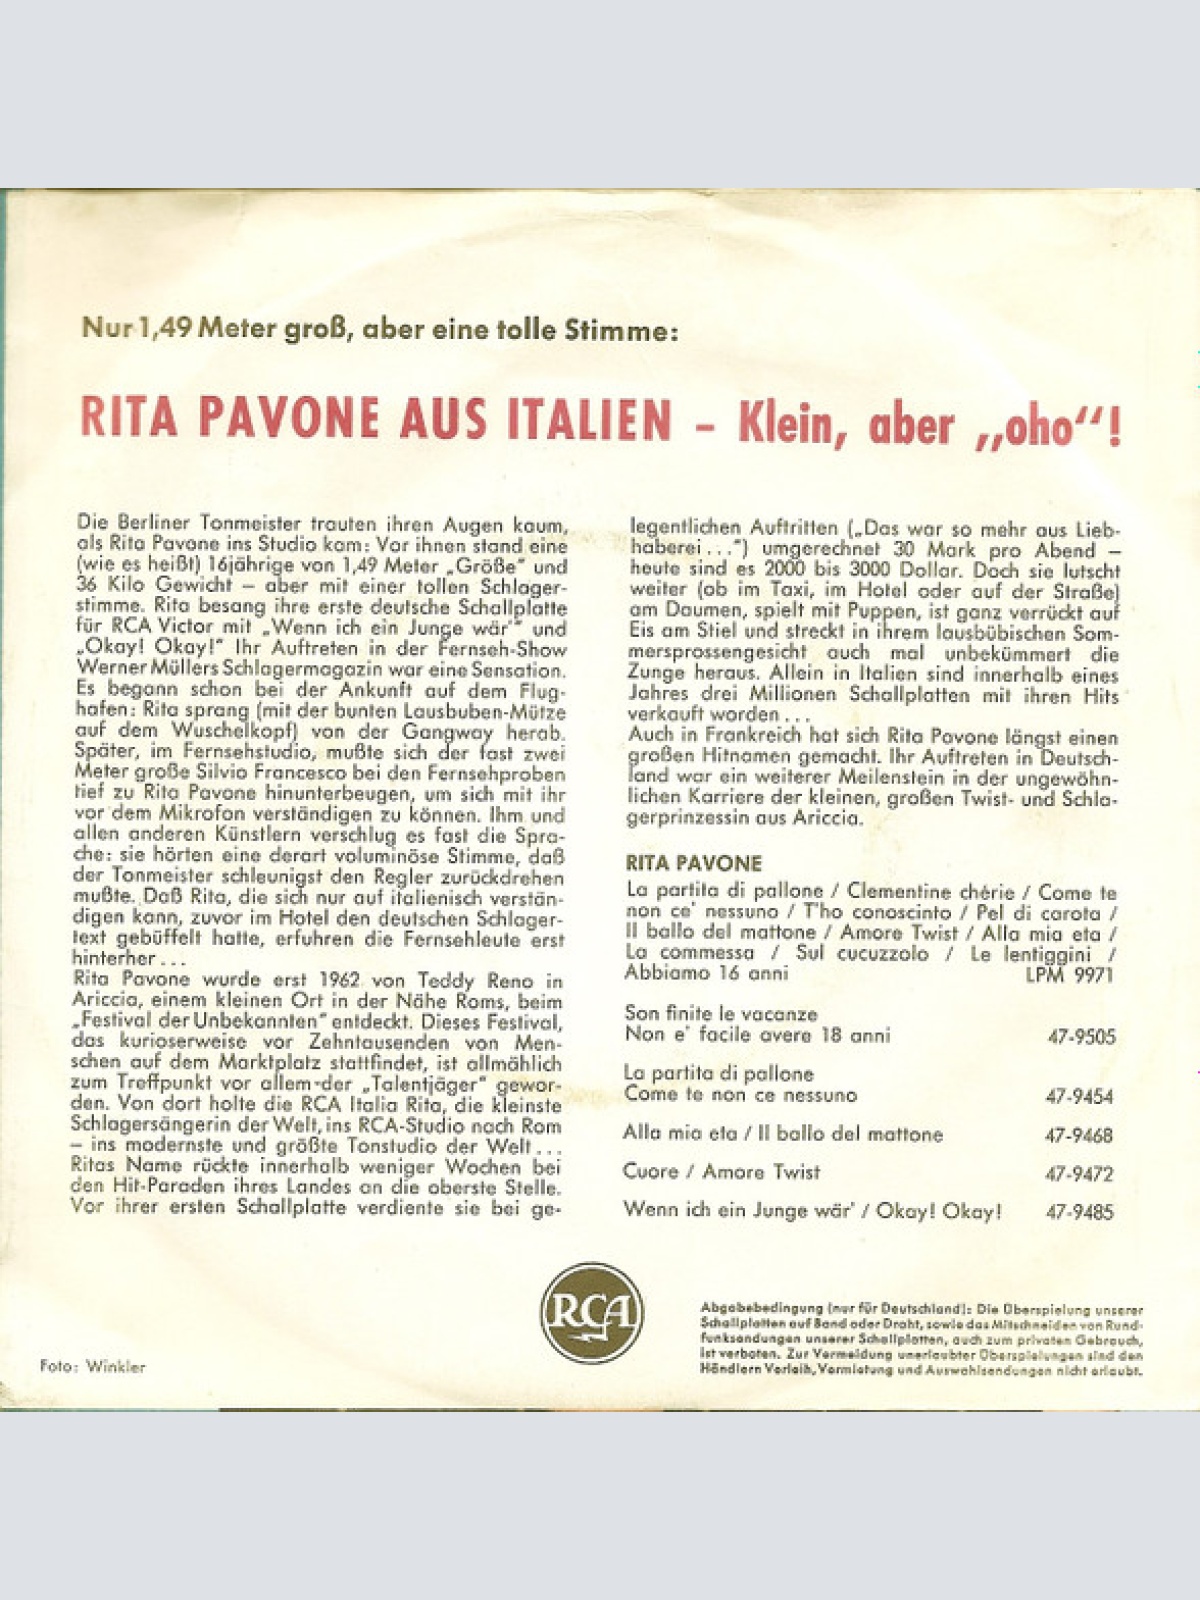 Nur 1,49 Meter groß, aber eine tolle Stimme:
RITA PAVONE AUS ITALIEN – Klein, aber „oho“!
Die Berliner Tonmeister trauten ihren Augen kaum,
als Rita Pavone ins Studio kam: Vor ihnen stand eine
(wie es heißt) 16jährige von 1,49 Meter „Größe“ und
36 Kilo Gewicht – aber mit einer tollen Schlager-
stimme. Rita besang ihre erste deutsche Schallplatte
für RCA Victor mit „Wenn ich ein Junge wär'“ und
„Okay! Okay!“ Ihr Auftreten in der Fernseh-Show
Werner Müllers Schlagermagazin war eine Sensation.
Es begann schon bei der Ankunft auf dem Flug-
hafen: Rita sprang (mit der bunten Lausbuben-Mütze
auf dem Wuschelkopf) von der Gangway herab.
Später, im Fernsehstudio, mußte sich der fast zwei
Meter große Silvio Francesco bei den Fernsehproben
tief zu Rita Pavone hinunterbeugen, um sich mit ihr
vor dem Mikrofon verständigen zu können. Ihm und
allen anderen Künstlern verschlug es fast die Spra-
che: sie hörten eine derart voluminöse Stimme, daß
der Tonmeister schleunigst den Regler zurückdrehen
mußte. Daß Rita, die sich nur auf italienisch verstän-
digen kann, zuvor im Hotel den deutschen Schlager-
text gebüffelt hatte, erfuhren die Fernsehleute erst
hinterher . . .
Rita Pavone wurde erst 1962 von Teddy Reno in
Ariccia, einem kleinen Ort in der Nähe Roms, beim
„Festival der Unbekannten“ entdeckt. Dieses Festival,
das kurioserweise vor Zehntausenden von Men-
schen auf dem Marktplatz stattfindet, ist allmählich
zum Treffpunkt vor allem der „Talentjäger“ gewor-
den. Von dort holte die RCA Italia Rita, die kleinste
Schlagersängerin der Welt, ins RCA-Studio nach Rom
– ins modernste und größte Tonstudio der Welt . . .
Ritas Name rückte innerhalb weniger Wochen bei
den Hit-Paraden ihres Landes an die oberste Stelle.
Vor ihrer ersten Schallplatte verdiente sie bei ge-
legentlichen Auftritten („Das war so mehr aus Lieb-
haberei . . .“) umgerechnet 30 Mark pro Abend –
heute sind es 2000 bis 3000 Dollar. Doch sie lutscht
weiter (ob im Taxi, im Hotel oder auf der Straße)
am Daumen, spielt mit Puppen, ist ganz verrückt auf
Eis am Stiel und streckt in ihrem lausbübischen Som-
mersprossengesicht auch mal unbekümmert die
Zunge heraus. Allein in Italien sind innerhalb eines
Jahres drei Millionen Schallplatten mit ihren Hits
verkauft worden . . .
Auch in Frankreich hat sich Rita Pavone längst einen
großen Hitnamen gemacht. Ihr Auftreten in Deutsch-
land war ein weiterer Meilenstein in der ungewöhn-
lichen Karriere der kleinen, großen Twist- und Schla-
gerprinzessin aus Ariccia.
RITA PAVONE
La partita di pallone / Clementine chérie / Come te
non ce' nessuno / T'ho conoscinto / Pel di carota /
Il ballo del mattone / Amore Twist / Alla mia eta /
La commessa / Sul cucuzzolo / Le lentiggini /
Abbiamo 16 anni LPM 9971
Son finite le vacanze
Non e' facile avere 18 anni 47-9505
La partita di pallone
Come te non ce nessuno 47-9454
Alla mia eta / Il ballo del mattone 47-9468
Cuore / Amore Twist 47-9472
Wenn ich ein Junge wär' / Okay! Okay! 47-9485
RCA
Abgabebedingung (nur für Deutschland): Die Überspielung unserer
Schallplatten auf Band oder Draht, sowie das Mitschneiden von Rund-
funksendungen unserer Schallplatten, auch zum privaten Gebrauch,
ist verboten. Zur Vermeidung unerlaubter Überspielungen sind den
Händlern Verleih, Vermietung und Auswahlsendungen nicht erlaubt.
Foto: Winkler